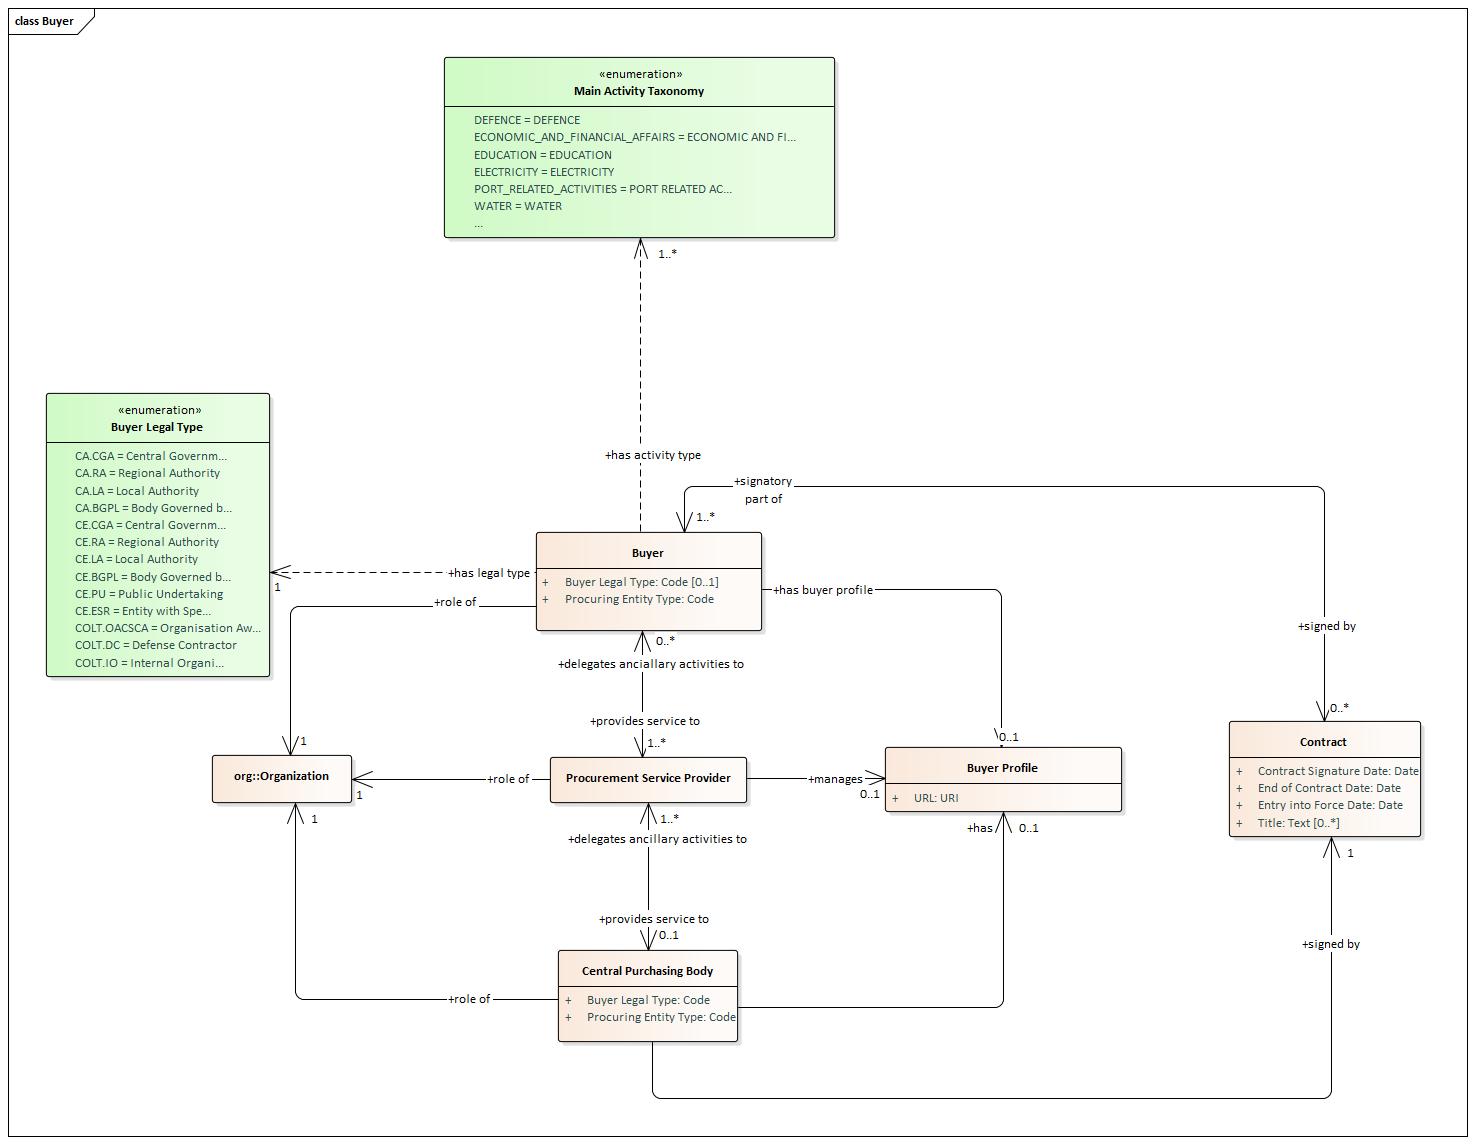 class Buyer
«enumeration»
Main Activity Taxonomy
DEFENCE = DEFENCE
ECONOMIC_AND_FINANCIAL_AFFAIRS = ECONOMIC AND FI...
EDUCATION = EDUCATION
ELECTRICITY = ELECTRICITY
PORT_RELATED_ACTIVITIES = PORT RELATED AC...
WATER = WATER
...
1..*
«enumeration»
Buyer Legal Type
CA.CGA = Central Governm...
CA.RA = Regional Authority
CA.LA = Local Authority
CA.BGPL = Body Governed b...
CE.CGA = Central Governm...
CE.RA = Regional Authority
CE.LA = Local Authority
CE.BGPL = Body Governed b...
CE.PU = Public Undertaking
CE.ESR = Entity with Spe...
COLT.OACSCA = Organisation Aw...
COLT.DC = Defense Contractor
COLT.IO = Internal Organi...
+has activity type
+signatory
part of
1..*
Buyer
+ Buyer Legal Type: Code [0..1]
+ Procuring Entity Type: Code
+has legal type
1
+role of
+has buyer profile
+signed by
0..*
+delegates anciallary activities to
+provides service to
1..*
1
0..1
0..*
org::Organization
Procurement Service Provider
+role of
1
+manages
0..1
Buyer Profile
+ URL: URI
Contract
+ Contract Signature Date: Date
+ End of Contract Date: Date
+ Entry into Force Date: Date
+ Title: Text [0..*]
1
1..*
+has
0..1
+delegates ancillary activities to
1
+provides service to
0..1
+signed by
Central Purchasing Body
+ Buyer Legal Type: Code
+ Procuring Entity Type: Code
+role of